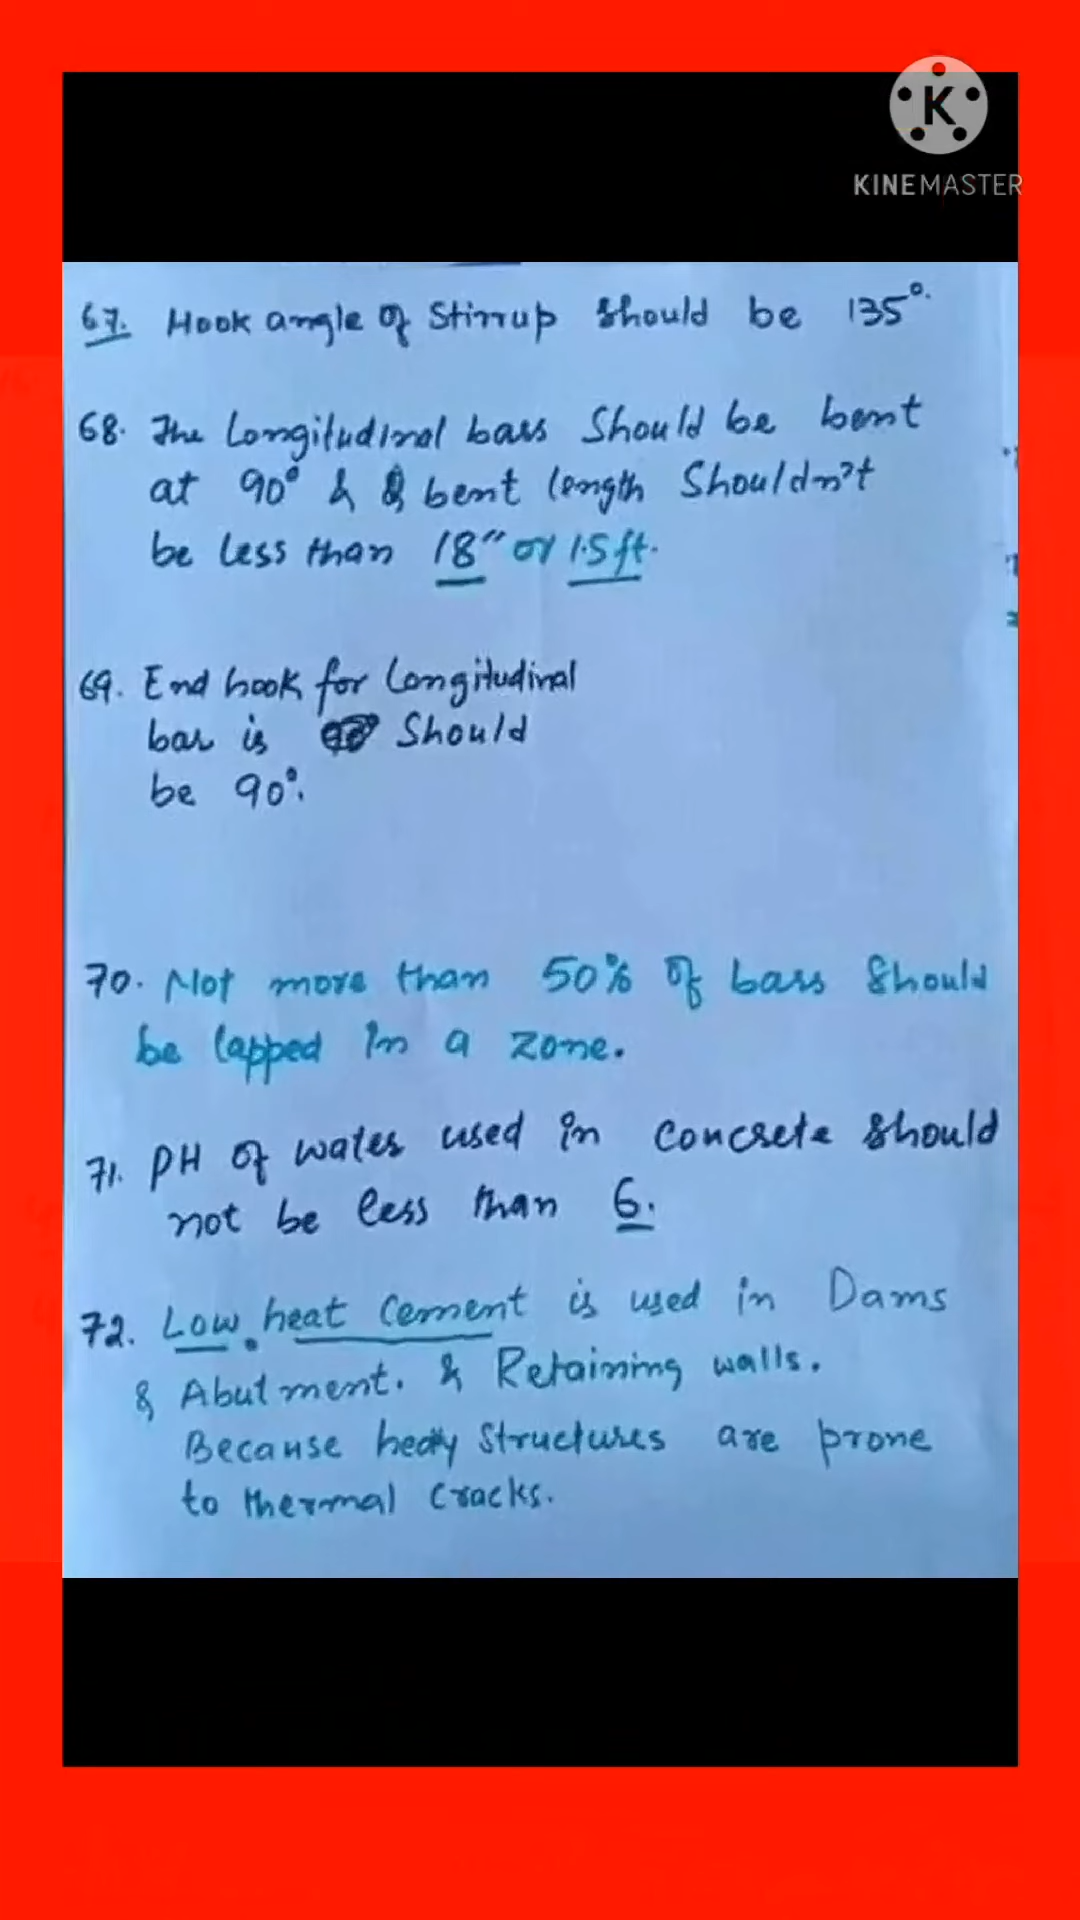 K
KINEMASTER
67. Hook angle of Stirrup should be 135°.
68. The Longitudinal bars Should be bent
at 90° & & bent length Shouldn't
be less than 18" or 1.5 ft.
69. End hook for Longitudinal
bar is Should
be 90°.
70. Not more than 50% of bars Should
be lapped in a zone.
71. PH of water used in concrete should
not be less than 6.
72. Low heat Cement is used in Dams
& Abutment. & Retaining walls.
Because heavy Structures are prone
to thermal cracks.